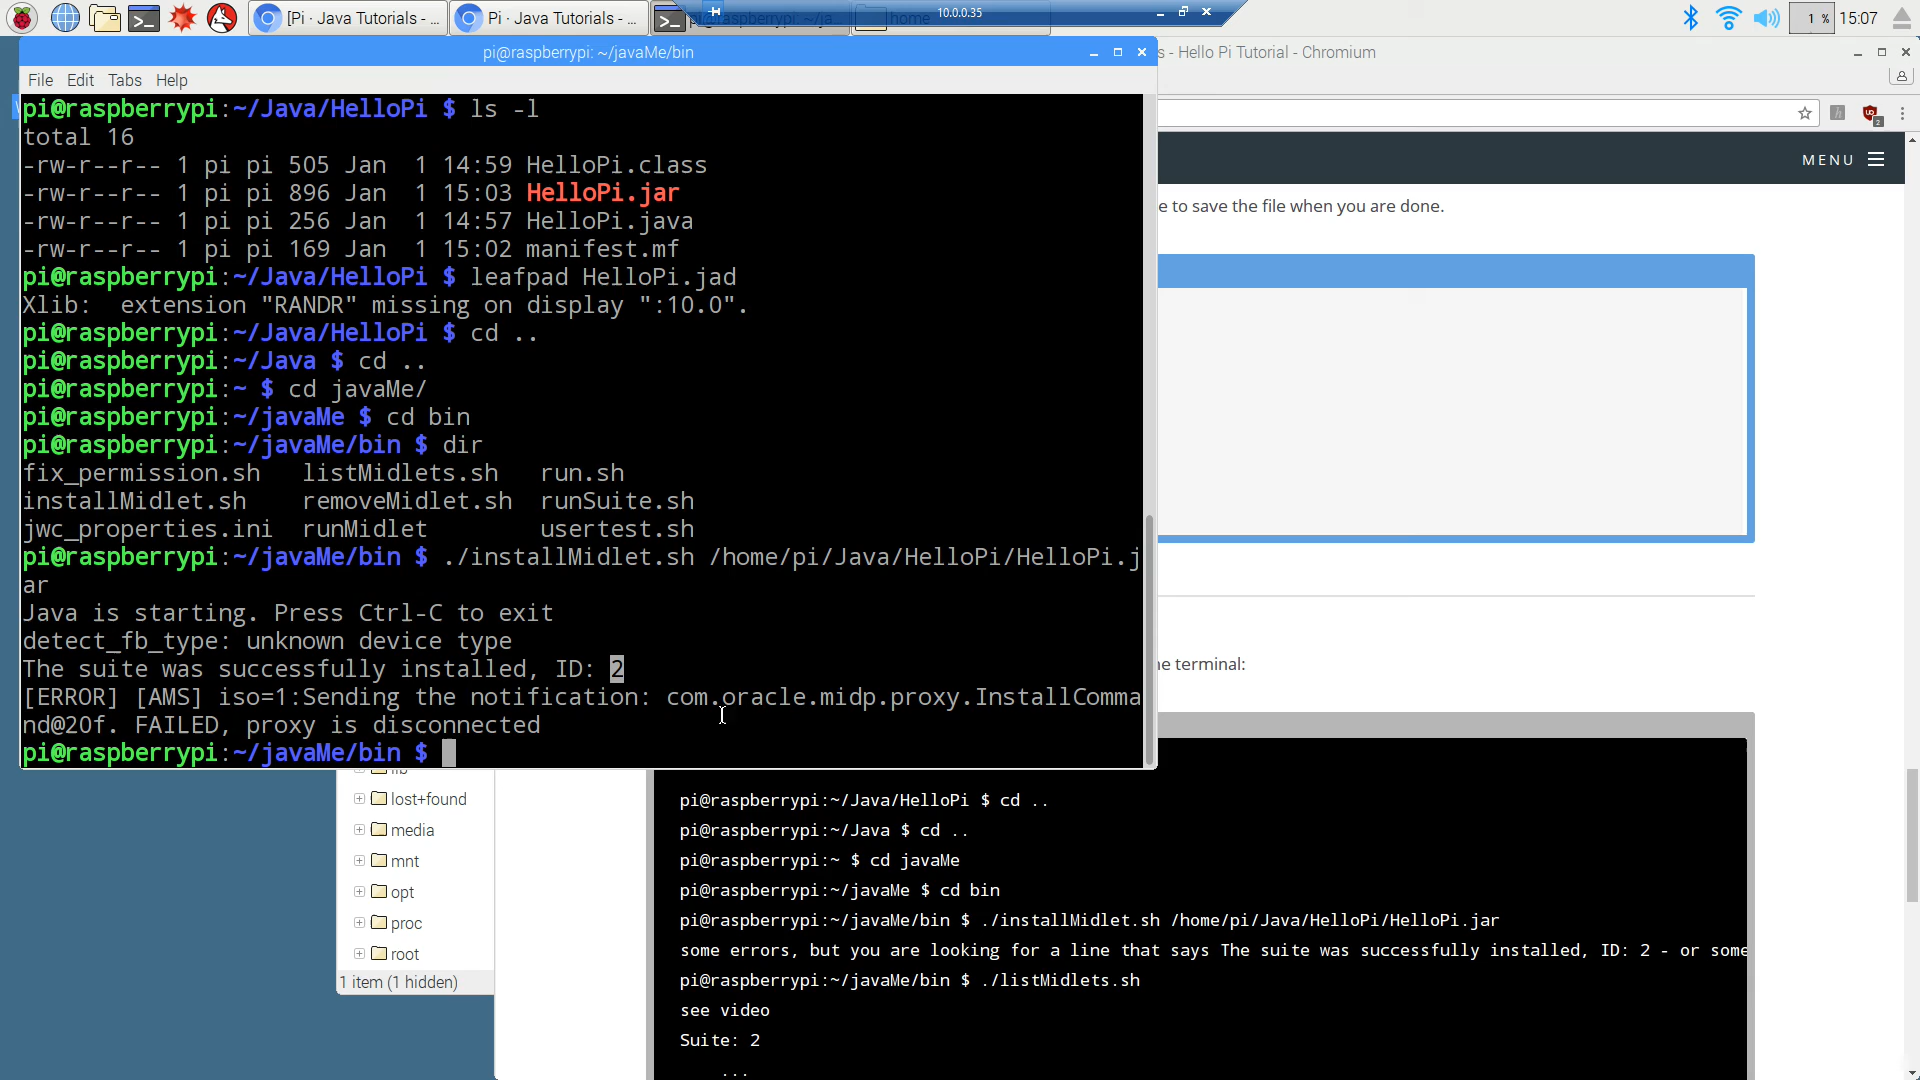 [Pi · Java Tutorials - ...
Pi · Java Tutorials - ...
10.0.0.35
home
1 %
15:07
pi@raspberrypi: ~/javaMe/bin
s - Hello Pi Tutorial - Chromium
File Edit Tabs Help
pi@raspberrypi:~/Java/HelloPi $ ls -l
total 16
-rw-r--r-- 1 pi pi 505 Jan  1 14:59 HelloPi.class
-rw-r--r-- 1 pi pi 896 Jan  1 15:03 HelloPi.jar
-rw-r--r-- 1 pi pi 256 Jan  1 14:57 HelloPi.java
-rw-r--r-- 1 pi pi 169 Jan  1 15:02 manifest.mf
pi@raspberrypi:~/Java/HelloPi $ leafpad HelloPi.jad
Xlib:  extension "RANDR" missing on display ":10.0".
pi@raspberrypi:~/Java/HelloPi $ cd ..
pi@raspberrypi:~/Java $ cd ..
pi@raspberrypi:~ $ cd javaMe/
pi@raspberrypi:~/javaMe $ cd bin
pi@raspberrypi:~/javaMe/bin $ dir
fix_permission.sh   listMidlets.sh   run.sh
installMidlet.sh    removeMidlet.sh  runSuite.sh
jwc_properties.ini  runMidlet        usertest.sh
pi@raspberrypi:~/javaMe/bin $ ./installMidlet.sh /home/pi/Java/HelloPi/HelloPi.j
ar
Java is starting. Press Ctrl-C to exit
detect_fb_type: unknown device type
The suite was successfully installed, ID: 2
[ERROR] [AMS] iso=1:Sending the notification: com.oracle.midp.proxy.InstallComma
nd@20f. FAILED, proxy is disconnected
pi@raspberrypi:~/javaMe/bin $
2
MENU
e to save the file when you are done.
he terminal:
lib
lost+found
media
mnt
opt
proc
root
1 item (1 hidden)
pi@raspberrypi:~/Java/HelloPi $ cd ..
pi@raspberrypi:~/Java $ cd ..
pi@raspberrypi:~ $ cd javaMe
pi@raspberrypi:~/javaMe $ cd bin
pi@raspberrypi:~/javaMe/bin $ ./installMidlet.sh /home/pi/Java/HelloPi/HelloPi.jar
some errors, but you are looking for a line that says The suite was successfully installed, ID: 2 - or some
pi@raspberrypi:~/javaMe/bin $ ./listMidlets.sh
see video
Suite: 2
...